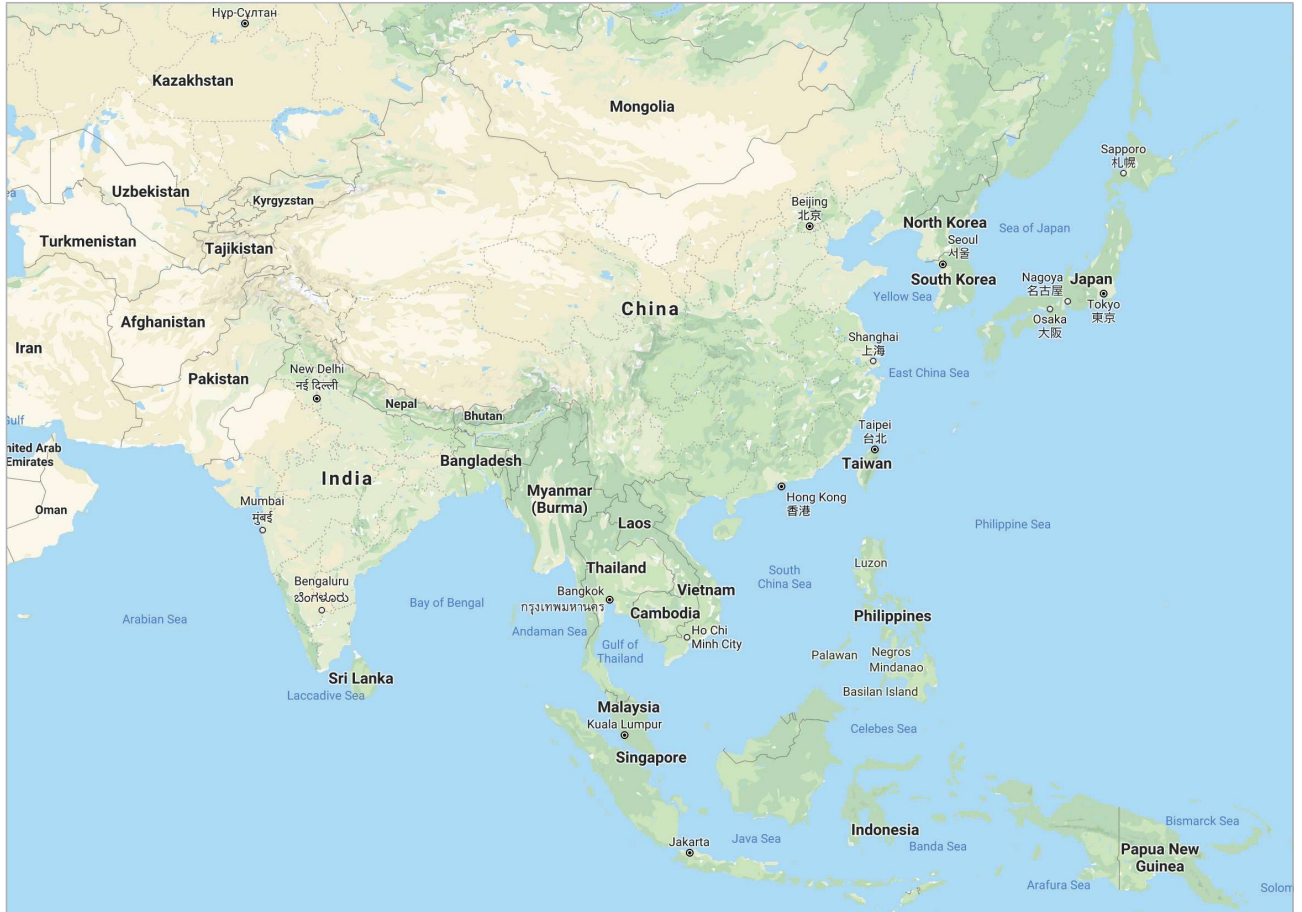 Нұр-Сұлтан
Kazakhstan
Mongolia
Sapporo
札幌
Uzbekistan
Kyrgyzstan
Beijing
北京
North Korea
Sea of Japan
Turkmenistan
Tajikistan
Seoul
서울
South Korea
Nagoya
名古屋
Japan
Yellow Sea
Tokyo
東京
Osaka
大阪
China
Afghanistan
Iran
Shanghai
上海
East China Sea
Pakistan
New Delhi
नई दिल्ली
Nepal
Bhutan
Gulf
Taipei
台北
Taiwan
nited Arab
Emirates
Bangladesh
India
Myanmar
(Burma)
Hong Kong
香港
Mumbai
मुंबई
Oman
Laos
Philippine Sea
Thailand
South
China Sea
Luzon
Bengaluru
ಬೆಂಗಳೂರು
Bay of Bengal
Bangkok
กรุงเทพมหานคร
Vietnam
Cambodia
Philippines
Arabian Sea
Andaman Sea
Ho Chi
Minh City
Gulf of
Thailand
Palawan
Negros
Mindanao
Sri Lanka
Laccadive Sea
Basilan Island
Malaysia
Kuala Lumpur
Celebes Sea
Singapore
Indonesia
Bismarck Sea
Jakarta
Java Sea
Banda Sea
Papua New
Guinea
Arafura Sea
Solom